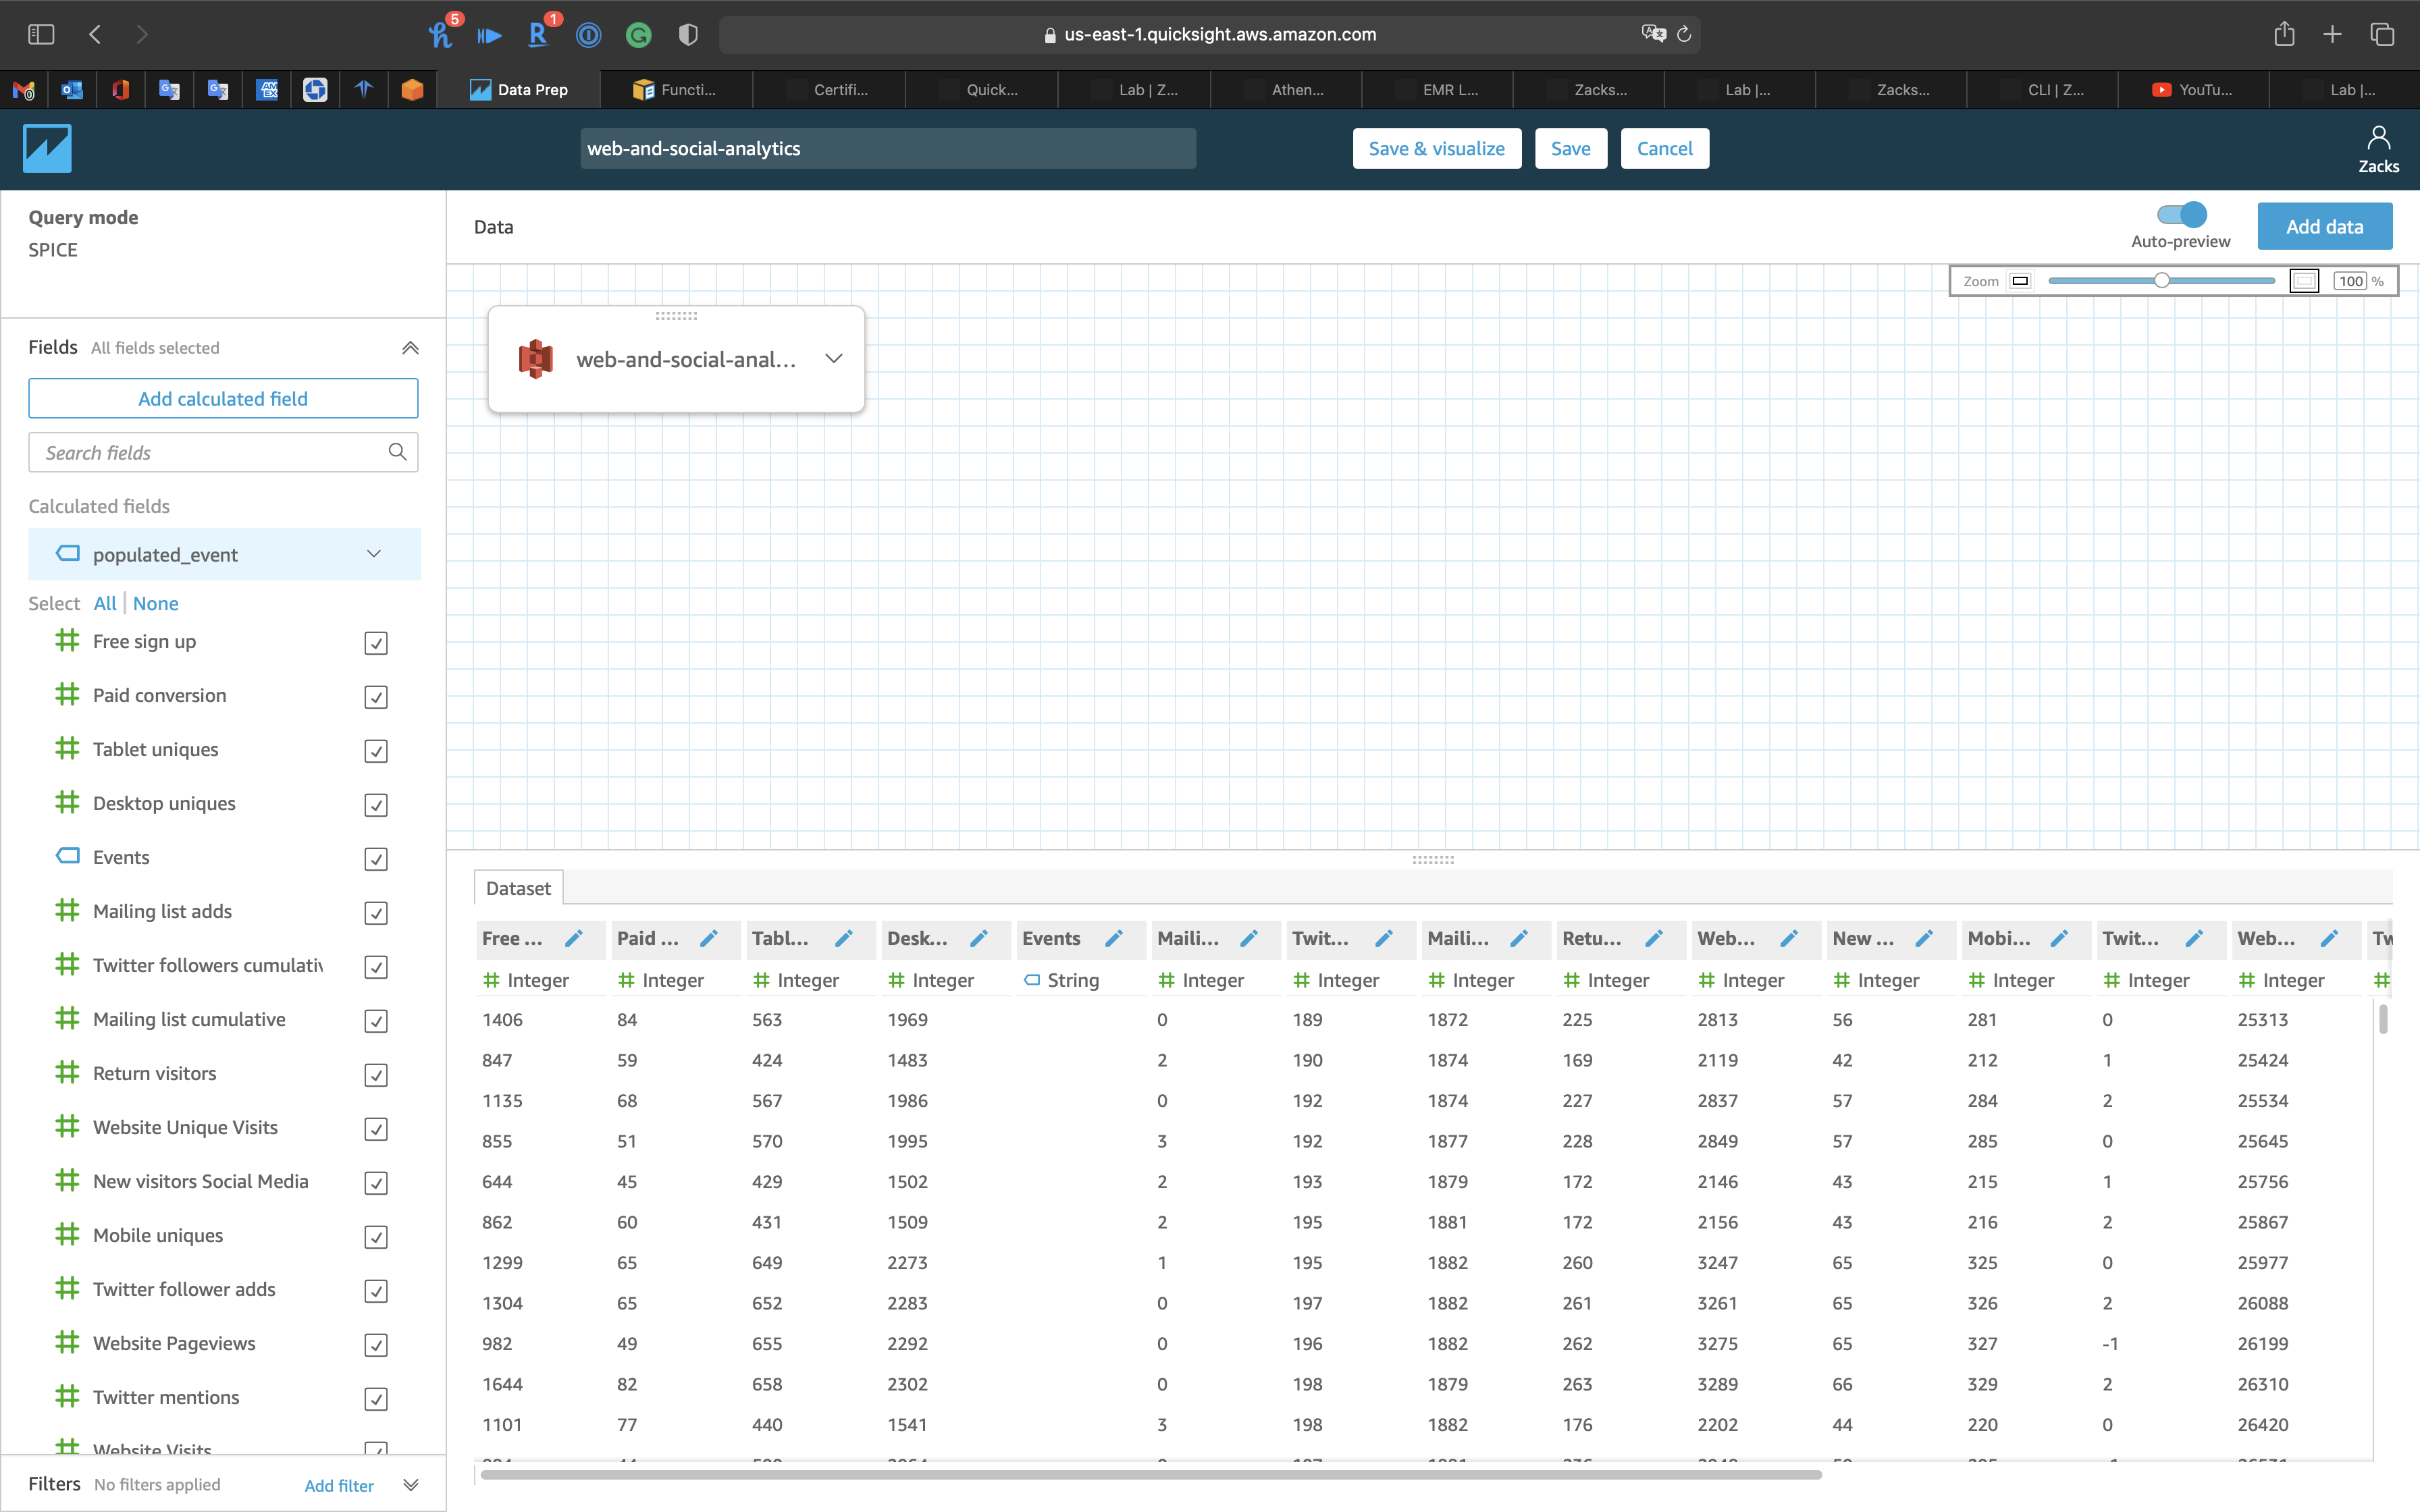 5
1
us-east-1.quicksight.aws.amazon.com
Data Prep
Functi...
Certifi...
Quick...
Lab | Z...
Athen...
EMR L...
Zacks...
Lab |...
Zacks...
CLI | Z...
YouTu...
Lab |...
web-and-social-analytics
Save & visualize
Save
Cancel
Zacks
Query mode
SPICE
Data
Auto-preview
Add data
Zoom
100 %
web-and-social-anal...
Fields All fields selected
Add calculated field
Search fields
Calculated fields
populated_event
Select All | None
Free sign up
Paid conversion
Tablet uniques
Desktop uniques
Events
Mailing list adds
Twitter followers cumulativ
Mailing list cumulative
Return visitors
Website Unique Visits
New visitors Social Media
Mobile uniques
Twitter follower adds
Website Pageviews
Twitter mentions
Website Visits
Filters No filters applied Add filter
Dataset
Free ... Paid ... Tabl... Desk... Events Maili... Twit... Maili... Retu... Web... New ... Mobi... Twit... Web... Tw
Integer Integer Integer Integer String Integer Integer Integer Integer Integer Integer Integer Integer Integer
1406 84 563 1969 0 189 1872 225 2813 56 281 0 25313
847 59 424 1483 2 190 1874 169 2119 42 212 1 25424
1135 68 567 1986 0 192 1874 227 2837 57 284 2 25534
855 51 570 1995 3 192 1877 228 2849 57 285 0 25645
644 45 429 1502 2 193 1879 172 2146 43 215 1 25756
862 60 431 1509 2 195 1881 172 2156 43 216 2 25867
1299 65 649 2273 1 195 1882 260 3247 65 325 0 25977
1304 65 652 2283 0 197 1882 261 3261 65 326 2 26088
982 49 655 2292 0 196 1882 262 3275 65 327 -1 26199
1644 82 658 2302 0 198 1879 263 3289 66 329 2 26310
1101 77 440 1541 3 198 1882 176 2202 44 220 0 26420